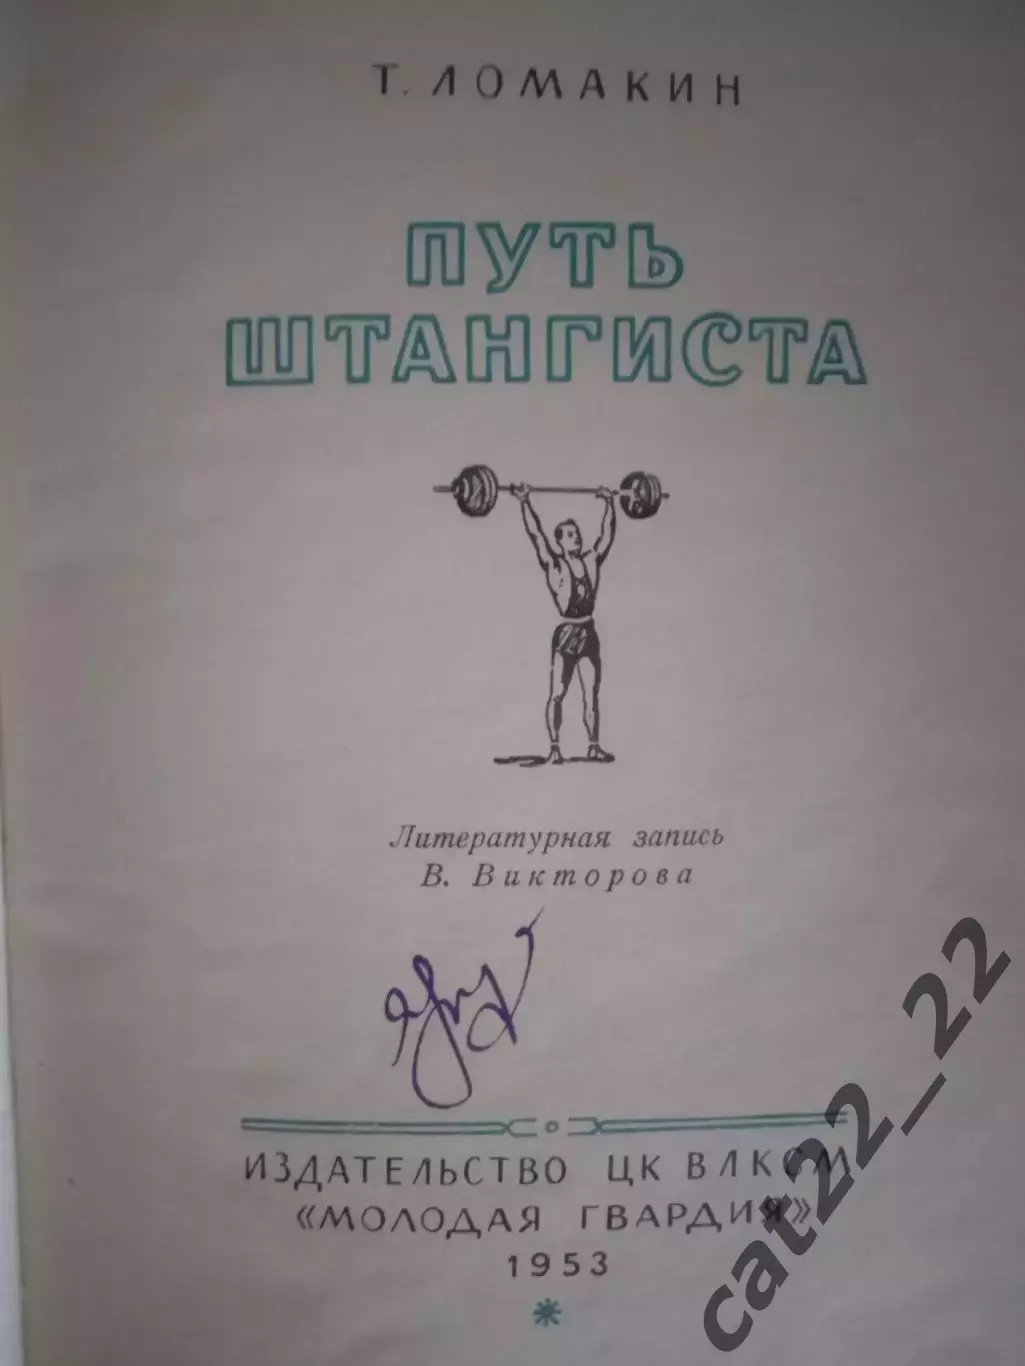 Т. ЛОМАКИН
ПУТЬ
ШТАНГИСТА
Литературная запись
В. Викторова
ИЗДАТЕЛЬСТВО ЦК ВЛКСМ
«МОЛОДАЯ ГВАРДИЯ»
1953
cat22_22